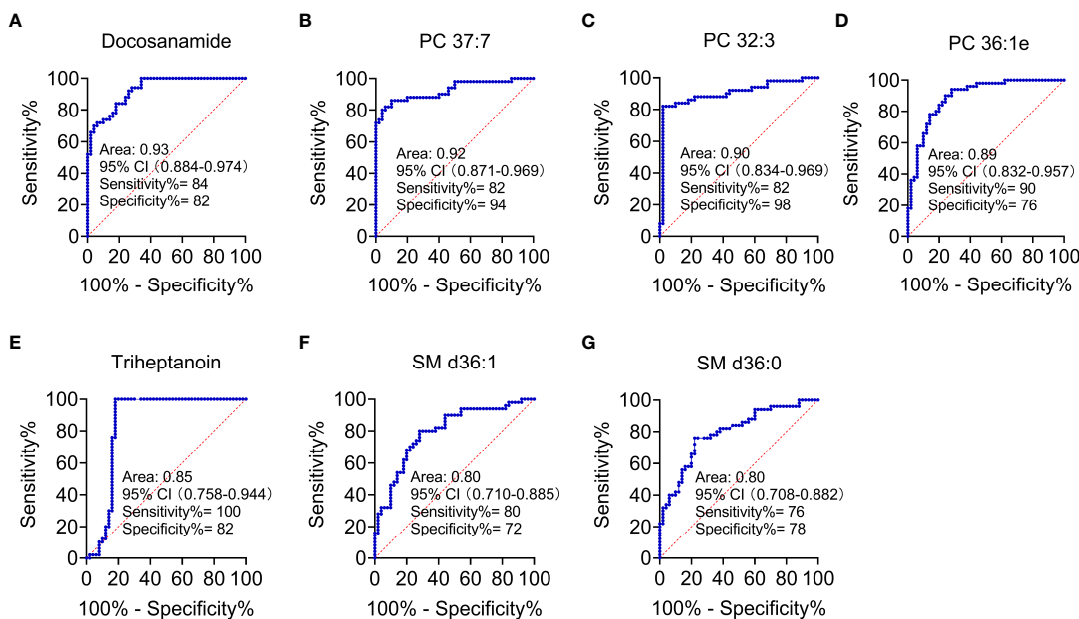 A
Docosanamide
Sensitivity%
100
80
60
40
20
0
Area: 0.93
95% CI（0.884-0.974）
Sensitivity%= 84
Specificity%= 82
0 20 40 60 80 100
100% - Specificity%
B
PC 37:7
Sensitivity%
100
80
60
40
20
0
Area: 0.92
95% CI（0.871-0.969）
Sensitivity%= 82
Specificity%= 94
0 20 40 60 80 100
100% - Specificity%
C
PC 32:3
Sensitivity%
100
80
60
40
20
0
Area: 0.90
95% CI（0.834-0.969）
Sensitivity%= 82
Specificity%= 98
0 20 40 60 80 100
100% - Specificity%
D
PC 36:1e
Sensitivity%
100
80
60
40
20
0
Area: 0.89
95% CI（0.832-0.957）
Sensitivity%= 90
Specificity%= 76
0 20 40 60 80 100
100% - Specificity%
E
Triheptanoin
Sensitivity%
100
80
60
40
20
0
Area: 0.85
95% CI（0.758-0.944）
Sensitivity%= 100
Specificity%= 82
0 20 40 60 80 100
100% - Specificity%
F
SM d36:1
Sensitivity%
100
80
60
40
20
0
Area: 0.80
95% CI（0.710-0.885）
Sensitivity%= 80
Specificity%= 72
0 20 40 60 80 100
100% - Specificity%
G
SM d36:0
Sensitivity%
100
80
60
40
20
0
Area: 0.80
95% CI（0.708-0.882）
Sensitivity%= 76
Specificity%= 78
0 20 40 60 80 100
100% - Specificity%